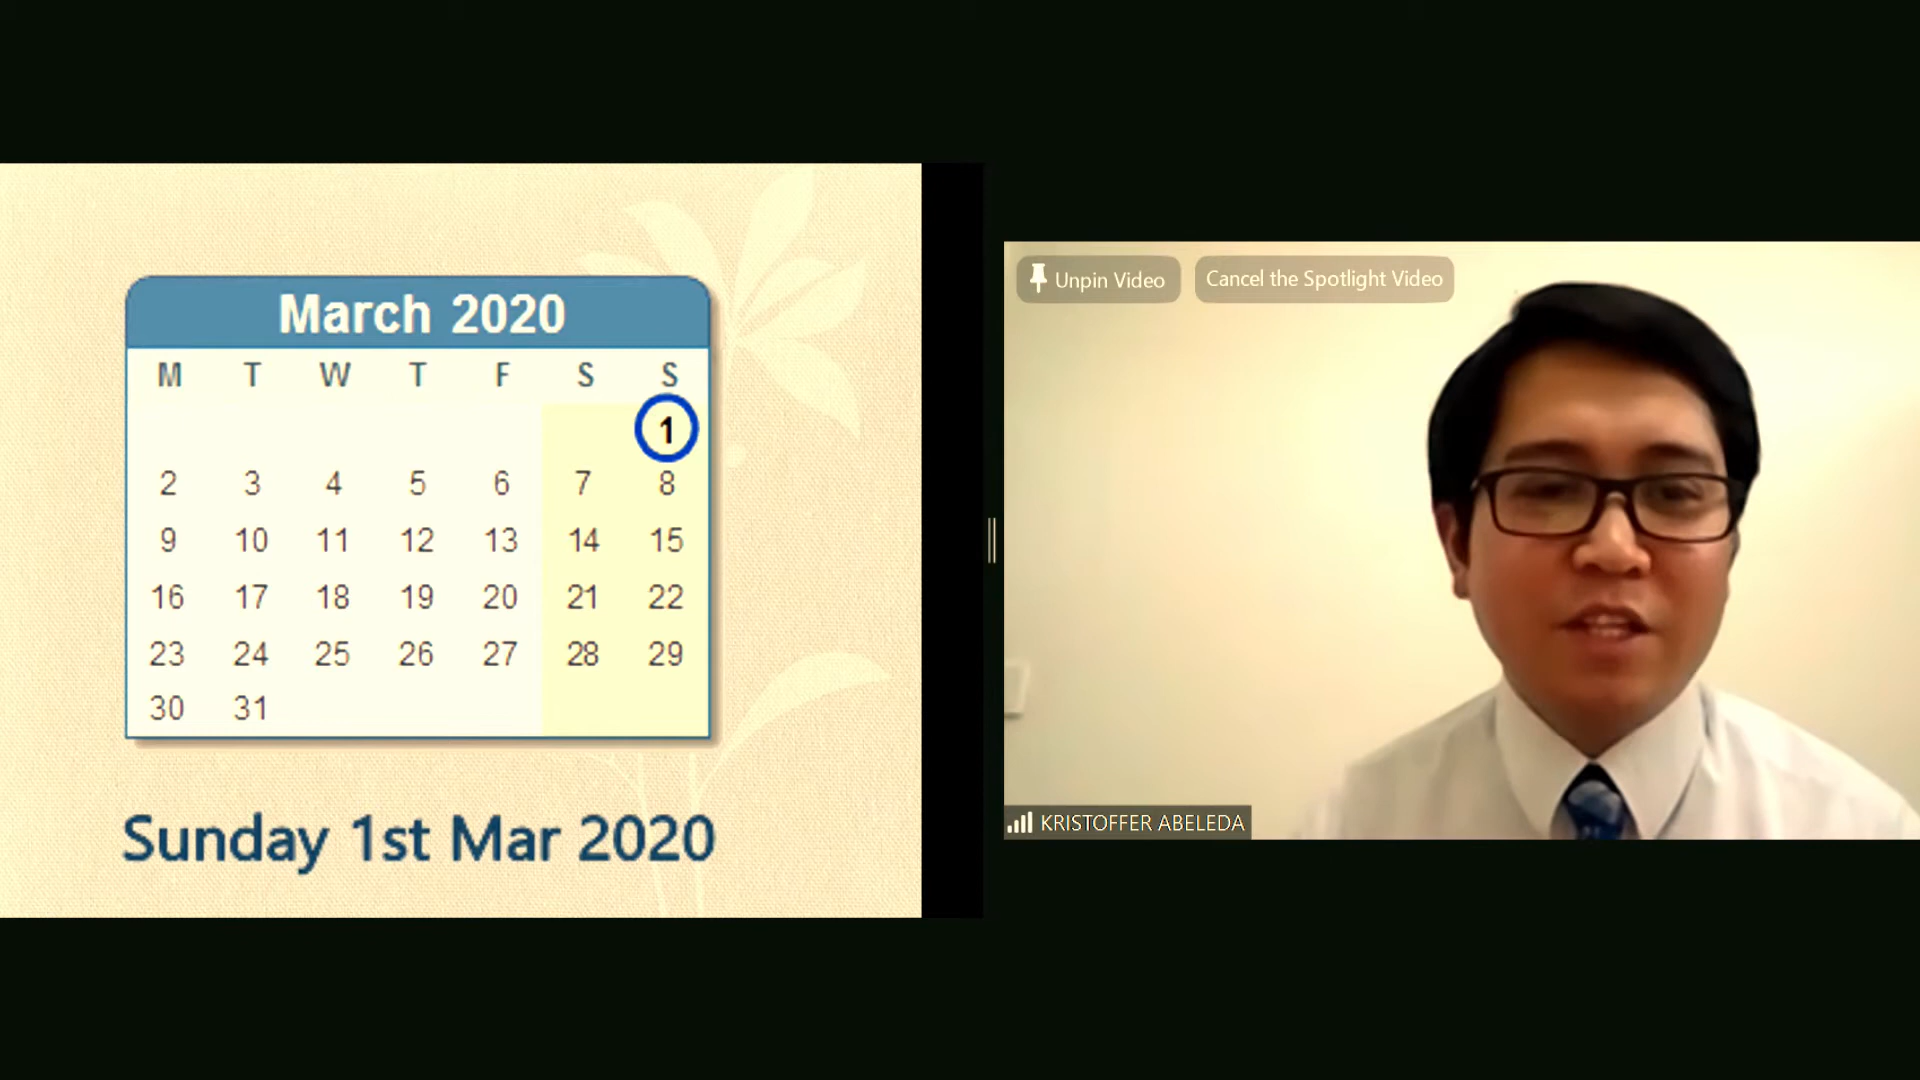 March 2020
M T W T F S S
1
2 3 4 5 6 7 8
9 10 11 12 13 14 15
16 17 18 19 20 21 22
23 24 25 26 27 28 29
30 31
Sunday 1st Mar 2020
Unpin Video
Cancel the Spotlight Video
KRISTOFFER ABELEDA